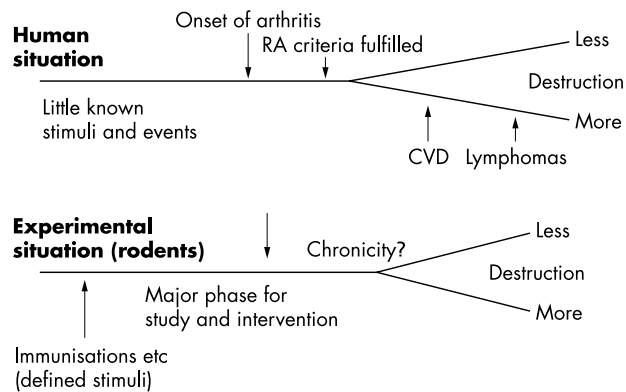 Onset of arthritis
Human
situation
RA criteria fulfilled
Less
Destruction
More
Little known
stimuli and events
CVD
Lymphomas
Experimental
situation (rodents)
Chronicity?
Less
Destruction
More
Major phase for
study and intervention
Immunisations etc
(defined stimuli)